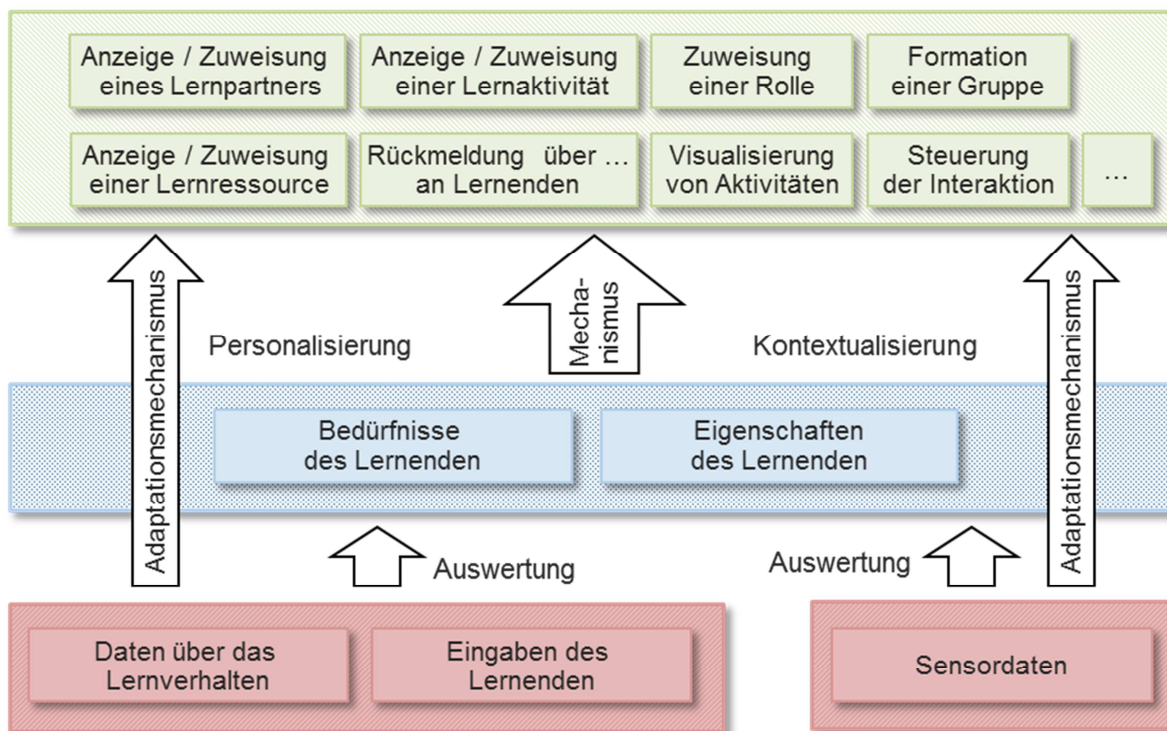 Anzeige / Zuweisung
eines Lernpartners
Anzeige / Zuweisung
einer Lernaktivität
Zuweisung
einer Rolle
Formation
einer Gruppe
Anzeige / Zuweisung
einer Lernressource
Rückmeldung über …
an Lernenden
Visualisierung
von Aktivitäten
Steuerung
der Interaktion
…
Adaptationsmechanismus
Personalisierung
Mecha-
nismus
Kontextualisierung
Adaptationsmechanismus
Bedürfnisse
des Lernenden
Eigenschaften
des Lernenden
Auswertung
Auswertung
Daten über das
Lernverhalten
Eingaben des
Lernenden
Sensordaten